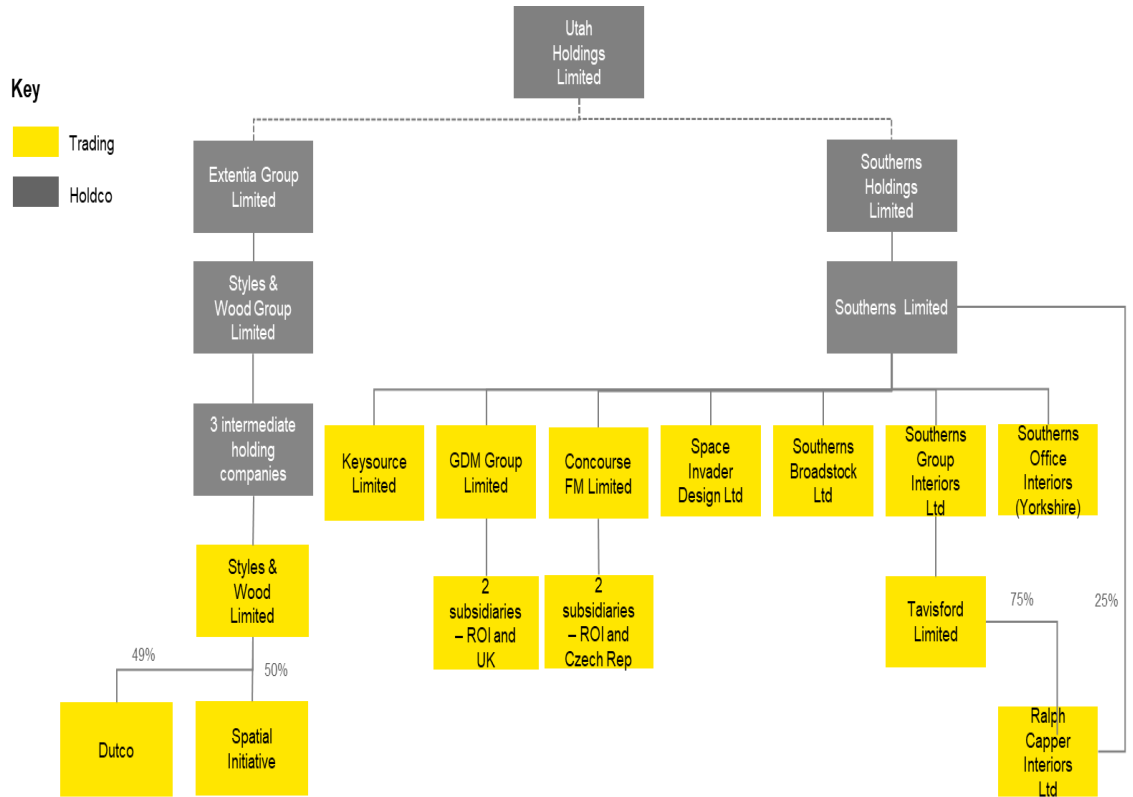 Utah
Holdings
Limited
Key
Trading
Holdco
Extentia Group
Limited
Southerns
Holdings
Limited
Styles &
Wood Group
Limited
Southerns Limited
3 intermediate
holding
companies
Keysource
Limited
GDM Group
Limited
Concourse
FM Limited
Space
Invader
Design Ltd
Southerns
Broadstock
Ltd
Southerns
Group
Interiors
Ltd
Southerns
Office
Interiors
(Yorkshire)
Styles &
Wood
Limited
2
subsidiaries
– ROI and
UK
2
subsidiaries
– ROI and
Czech Rep
Tavisford
Limited
75%
25%
49%
50%
Dutco
Spatial
Initiative
Ralph
Capper
Interiors
Ltd